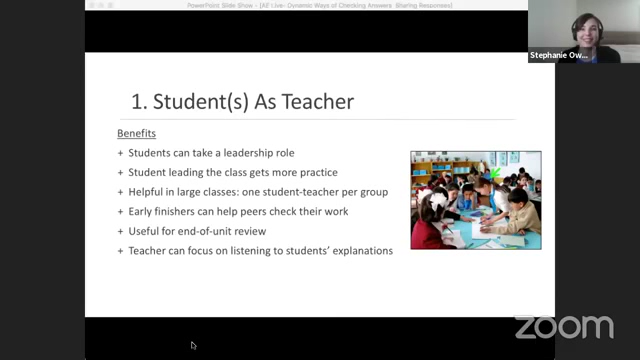 PowerPoint Slide Show - [AE Live- Dynamic Ways of Checking Answers Sharing Responses]
Stephanie Ow...
1. Student(s) As Teacher
Benefits
+ Students can take a leadership role
+ Student leading the class gets more practice
+ Helpful in large classes: one student-teacher per group
+ Early finishers can help peers check their work
+ Useful for end-of-unit review
+ Teacher can focus on listening to students' explanations
zoom